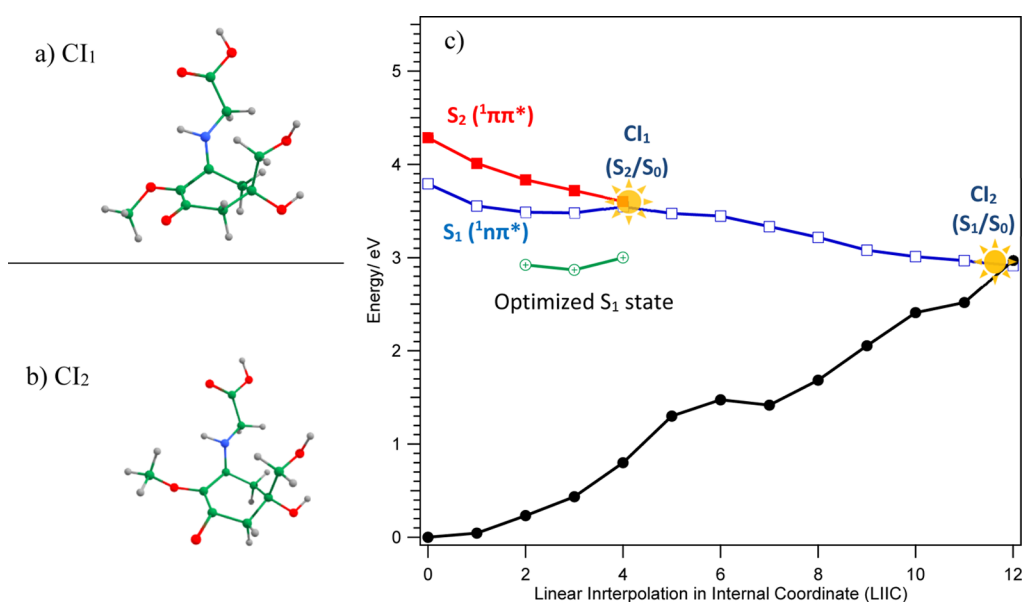 a) CI₁
b) CI₂
c)
S₂ (¹ππ*)
CI₁
(S₂/S₀)
S₁ (¹nπ*)
CI₂
(S₁/S₀)
Optimized S₁ state
Energy/ eV
5
4
3
2
1
0
0 2 4 6 8 10 12
Linear Inrterpolation in Internal Coordinate (LIIC)